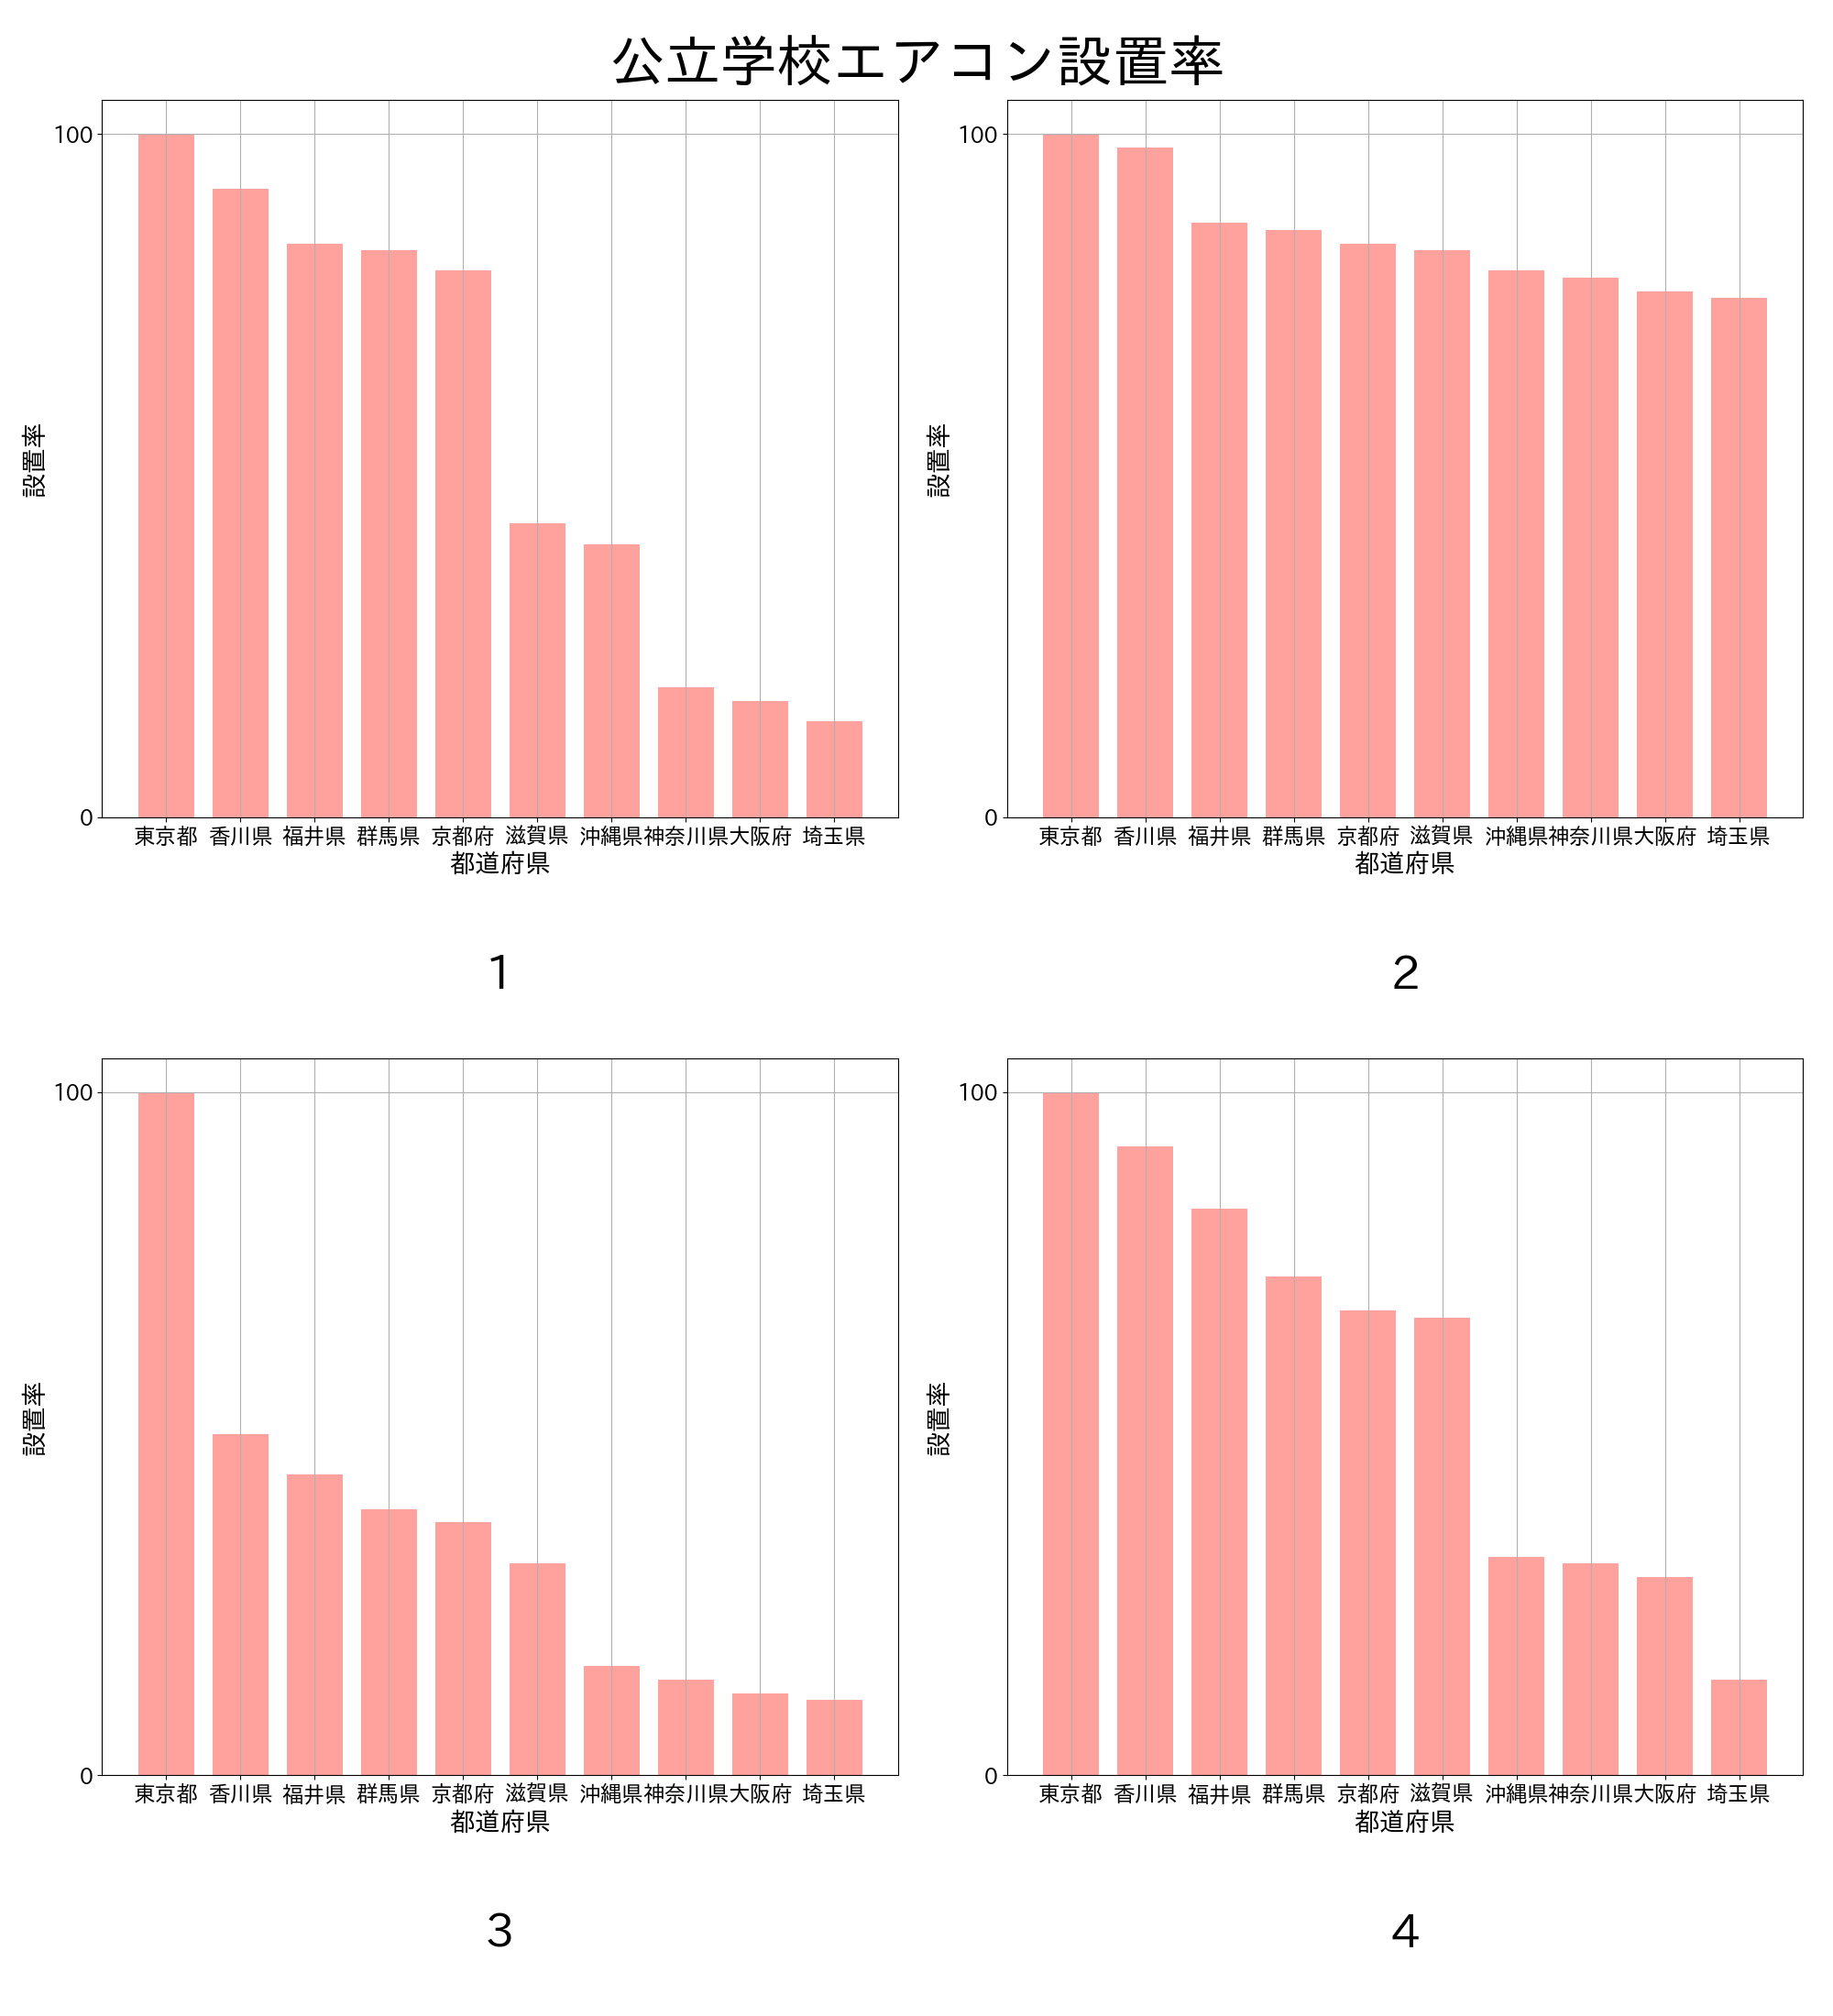 公立学校エアコン設置率
100
設置率
0
東京都 香川県 福井県 群馬県 京都府 滋賀県 沖縄県 神奈川県 大阪府 埼玉県
都道府県
1
100
設置率
0
東京都 香川県 福井県 群馬県 京都府 滋賀県 沖縄県 神奈川県 大阪府 埼玉県
都道府県
2
100
設置率
0
東京都 香川県 福井県 群馬県 京都府 滋賀県 沖縄県 神奈川県 大阪府 埼玉県
都道府県
3
100
設置率
0
東京都 香川県 福井県 群馬県 京都府 滋賀県 沖縄県 神奈川県 大阪府 埼玉県
都道府県
4